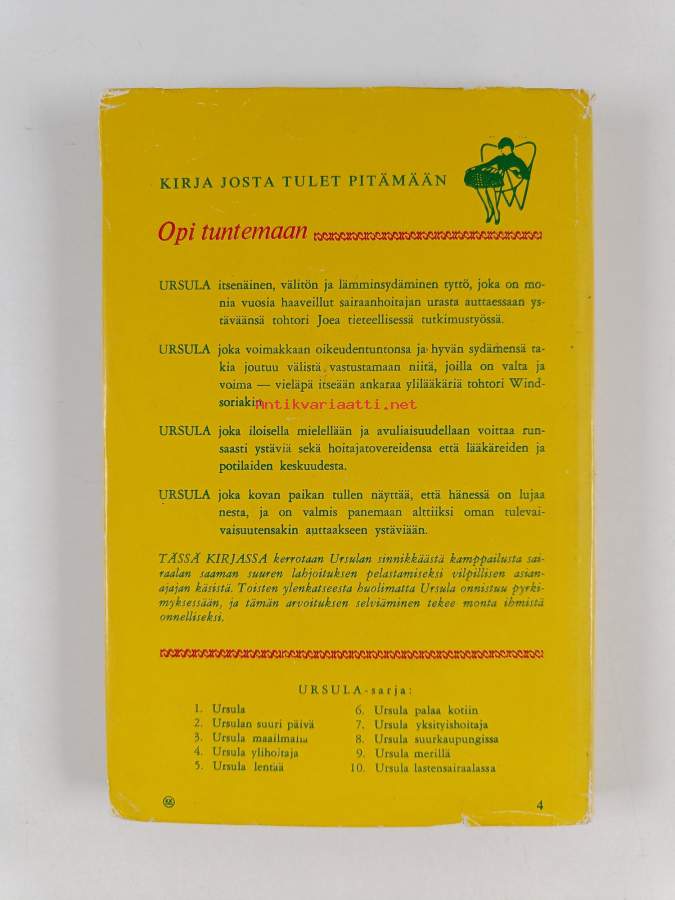 KIRJA JOSTA TULET PITÄMÄÄN
Opi tuntemaan
URSULA itsenäinen, välitön ja lämminsydäminen tyttö, joka on mo-
nia vuosia haaveillut sairaanhoitajan urasta auttaessaan ys-
täväänsä tohtori Joea tieteellisessä tutkimustyössä.
URSULA joka voimakkaan oikeudentuntonsa ja hyvän sydämensä ta-
kia joutuu välistä vastustamaan niitä, joilla on valta ja
voima — vieläpä itseään ankaraa ylilääkäriä tohtori Wind-
soriakin.
Antikvariaatti.net
URSULA joka iloisella mielellään ja avuliaisuudellaan voittaa run-
saasti ystäviä sekä hoitajatovereidensa että lääkäreiden ja
potilaiden keskuudesta.
URSULA joka kovan paikan tullen näyttää, että hänessä on lujaa
nesta, ja on valmis panemaan alttiiksi oman tulevai-
vaisuutensakin auttaakseen ystäviään.
TÄSSÄ KIRJASSA kerrotaan Ursulan sinnikkäästä kamppailusta sai-
raalan saaman suuren lahjoituksen pelastamiseksi vilpillisen asian-
ajajan käsistä. Toisten ylenkatseesta huolimatta Ursula onnistuu pyrki-
myksessään, ja tämän arvoituksen selviäminen tekee monta ihmistä
onnelliseksi.
URSULA-sarja:
1. Ursula
2. Ursulan suuri päivä
3. Ursula maailmalla
4. Ursula ylihoitaja
5. Ursula lentää
6. Ursula palaa kotiin
7. Ursula yksityishoitaja
8. Ursula suurkaupungissa
9. Ursula merillä
10. Ursula lastensairaalassa
4